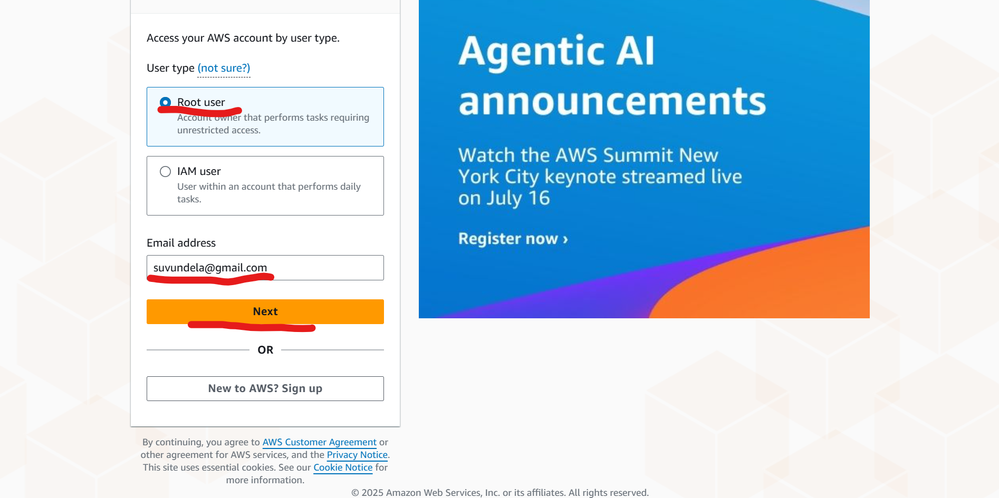 Access your AWS account by user type.
User type (not sure?)
Root user
Account owner that performs tasks requiring
unrestricted access.
IAM user
User within an account that performs daily
tasks.
Email address
suvundela@gmail.com
Next
OR
New to AWS? Sign up
By continuing, you agree to AWS Customer Agreement or
other agreement for AWS services, and the Privacy Notice.
This site uses essential cookies. See our Cookie Notice for
more information.
Agentic AI
announcements
Watch the AWS Summit New
York City keynote streamed live
on July 16
Register now ›
© 2025 Amazon Web Services, Inc. or its affiliates. All rights reserved.